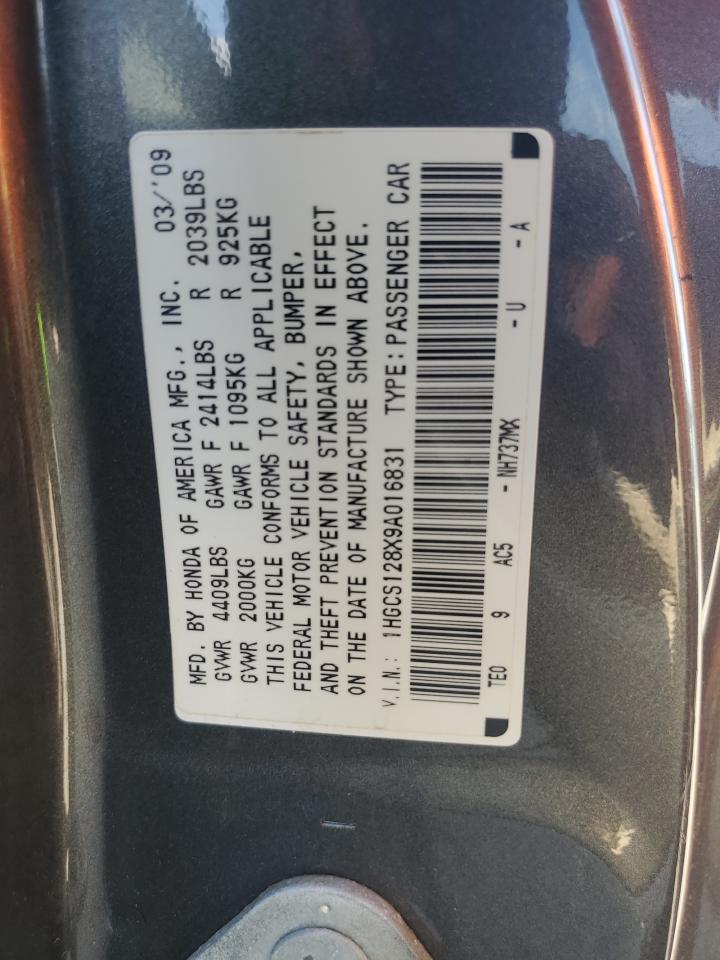 MFD. BY HONDA OF AMERICA MFG., INC. 03/'09
GVWR 4409LBS GAWR F 2414LBS R 2039LBS
GVWR 2000KG GAWR F 1095KG R 925KG
THIS VEHICLE CONFORMS TO ALL APPLICABLE
FEDERAL MOTOR VEHICLE SAFETY, BUMPER,
AND THEFT PREVENTION STANDARDS IN EFFECT
ON THE DATE OF MANUFACTURE SHOWN ABOVE.
V.I.N.: 1HGCS128X9A016831 TYPE:PASSENGER CAR
TE0 9 AC5 - NH737MX - U - A